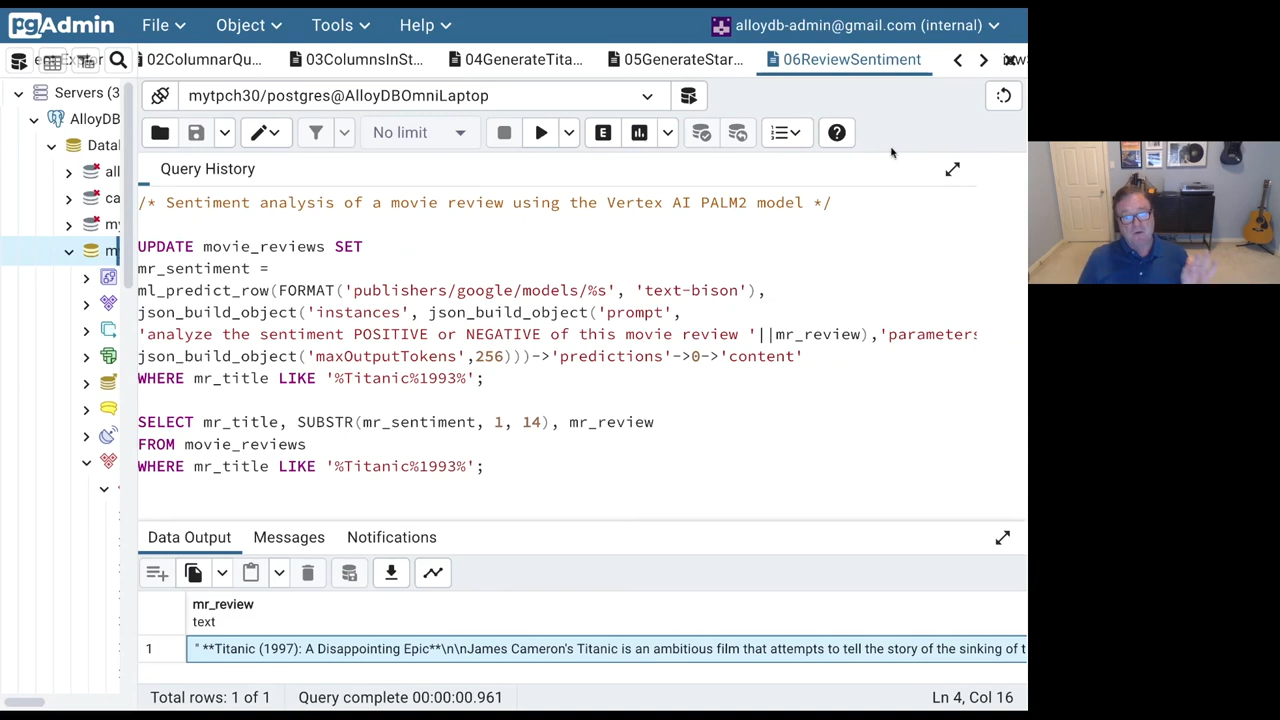 pgAdmin File Object Tools Help alloydb-admin@gmail.com (internal)
02ColumnarQu... 03ColumnsInSt... 04GenerateTita... 05GenerateStar... 06ReviewSentiment
Servers (3
AlloyDB
Datal
all
ca
my
m
mytpch30/postgres@AlloyDBOmniLaptop
No limit
E
Query History
/* Sentiment analysis of a movie review using the Vertex AI PALM2 model */
UPDATE movie_reviews SET
mr_sentiment =
ml_predict_row(FORMAT('publishers/google/models/%s', 'text-bison'),
json_build_object('instances', json_build_object('prompt',
'analyze the sentiment POSITIVE or NEGATIVE of this movie review '||mr_review),'parameters
json_build_object('maxOutputTokens',256)))->'predictions'->0->'content'
WHERE mr_title LIKE '%Titanic%1993%';
SELECT mr_title, SUBSTR(mr_sentiment, 1, 14), mr_review
FROM movie_reviews
WHERE mr_title LIKE '%Titanic%1993%';
Data Output Messages Notifications
mr_review
text
1 " **Titanic (1997): A Disappointing Epic**\n\nJames Cameron's Titanic is an ambitious film that attempts to tell the story of the sinking of t
Total rows: 1 of 1 Query complete 00:00:00.961 Ln 4, Col 16